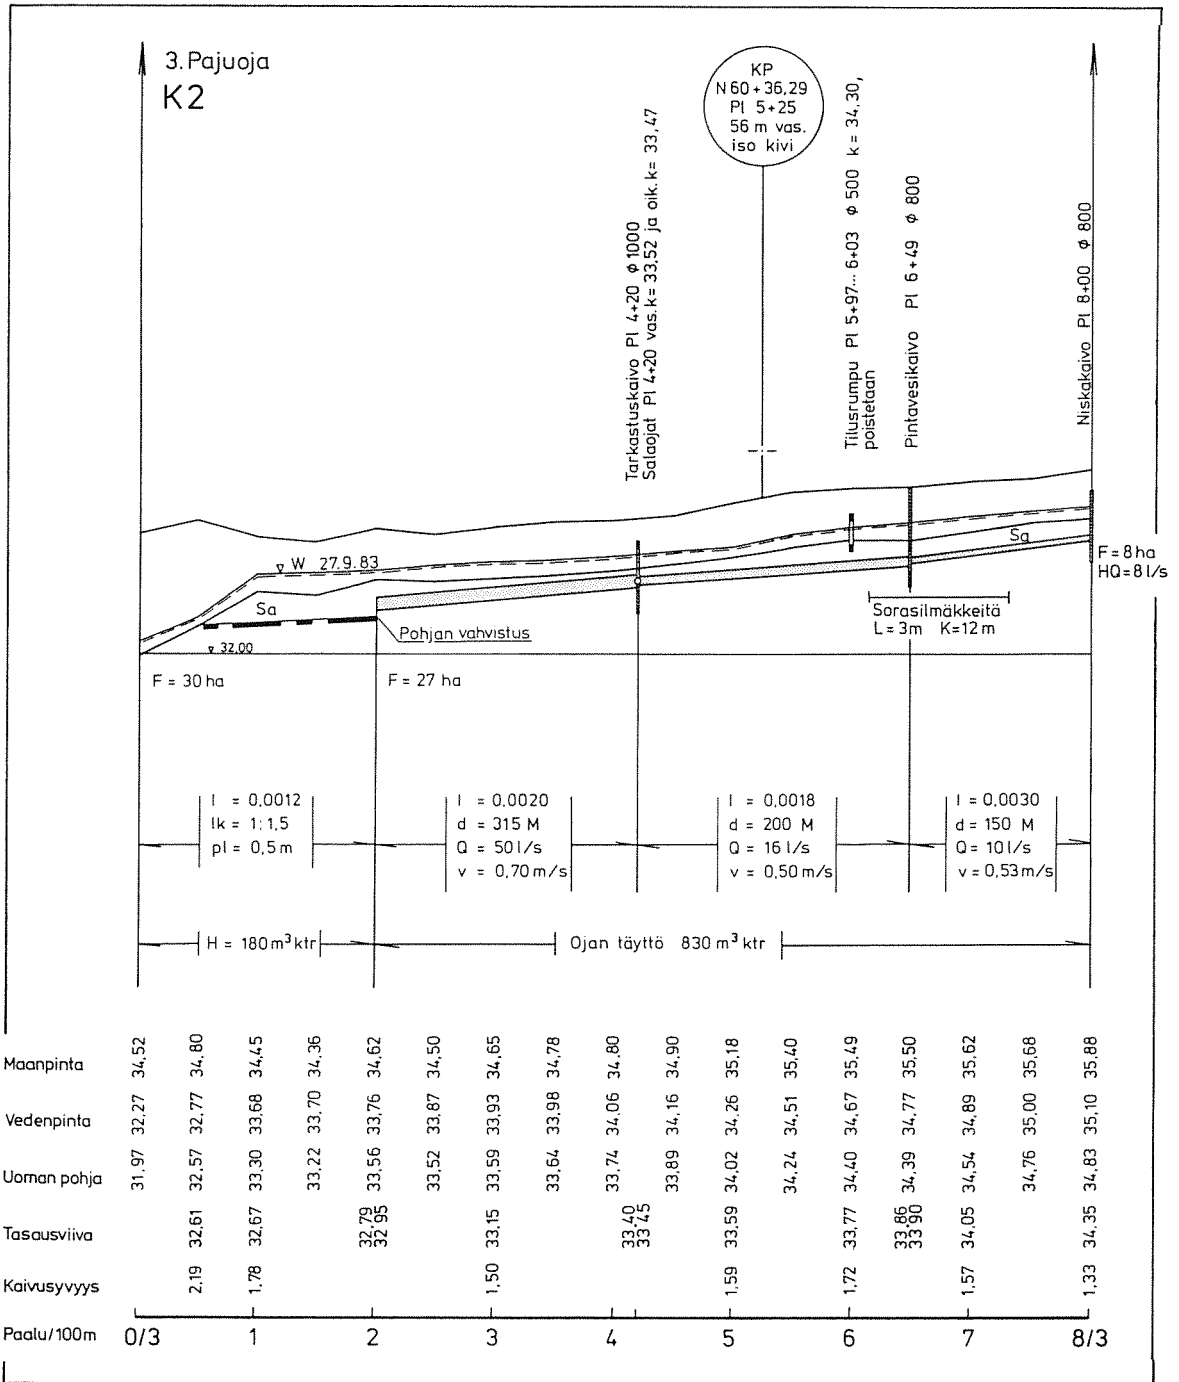 3. Pajuoja
K2
KP
N60+36,29
Pl 5+25
56 m vas.
iso kivi
Tarkastuskaivo Pl 4+20 φ 1000
Salaojat Pl 4+20 vas.k= 33,52 ja oik.k= 33,47
Tilusrumpu Pl 5+97... 6+03 φ 500 k= 34,30,
poistetaan
Pintavesikaivo Pl 6+49 φ 800
Niskakaivo Pl 8+00 φ 800
W 27.9.83
Sa
Sa
Pohjan vahvistus
32.00
Sorasilmäkkeitä
L=3m K=12m
F=8 ha
HQ=8 l/s
F = 30 ha
F = 27 ha
I = 0,0012
lk = 1:1,5
pl = 0,5 m
I = 0,0020
d = 315 M
Q = 50 l/s
v = 0,70 m/s
I = 0,0018
d = 200 M
Q = 16 l/s
v = 0,50 m/s
I = 0,0030
d = 150 M
Q = 10 l/s
v = 0,53 m/s
H = 180 m³ ktr
Ojan täyttö 830 m³ ktr
Maanpinta 34,52 34,80 34,45 34,36 34,62 34,50 34,65 34,78 34,80 34,90 35,18 35,40 35,49 35,50 35,62 35,68 35,88
Vedenpinta 32,27 32,77 33,68 33,70 33,76 33,87 33,93 33,98 34,06 34,16 34,26 34,51 34,67 34,77 34,89 35,00 35,10
Uoman pohja 31,97 32,57 33,30 33,22 33,56 33,52 33,59 33,64 33,74 33,89 34,02 34,24 34,40 34,39 34,54 34,76 34,83
Tasausviiva 32,61 32,67 32,79 32,95 33,15 33,40 33,45 33,59 33,77 33,86 33,90 34,05 34,35
Kaivusyvyys 2,19 1,78 1,50 1,59 1,72 1,57 1,33
Paalu/100m 0/3 1 2 3 4 5 6 7 8/3